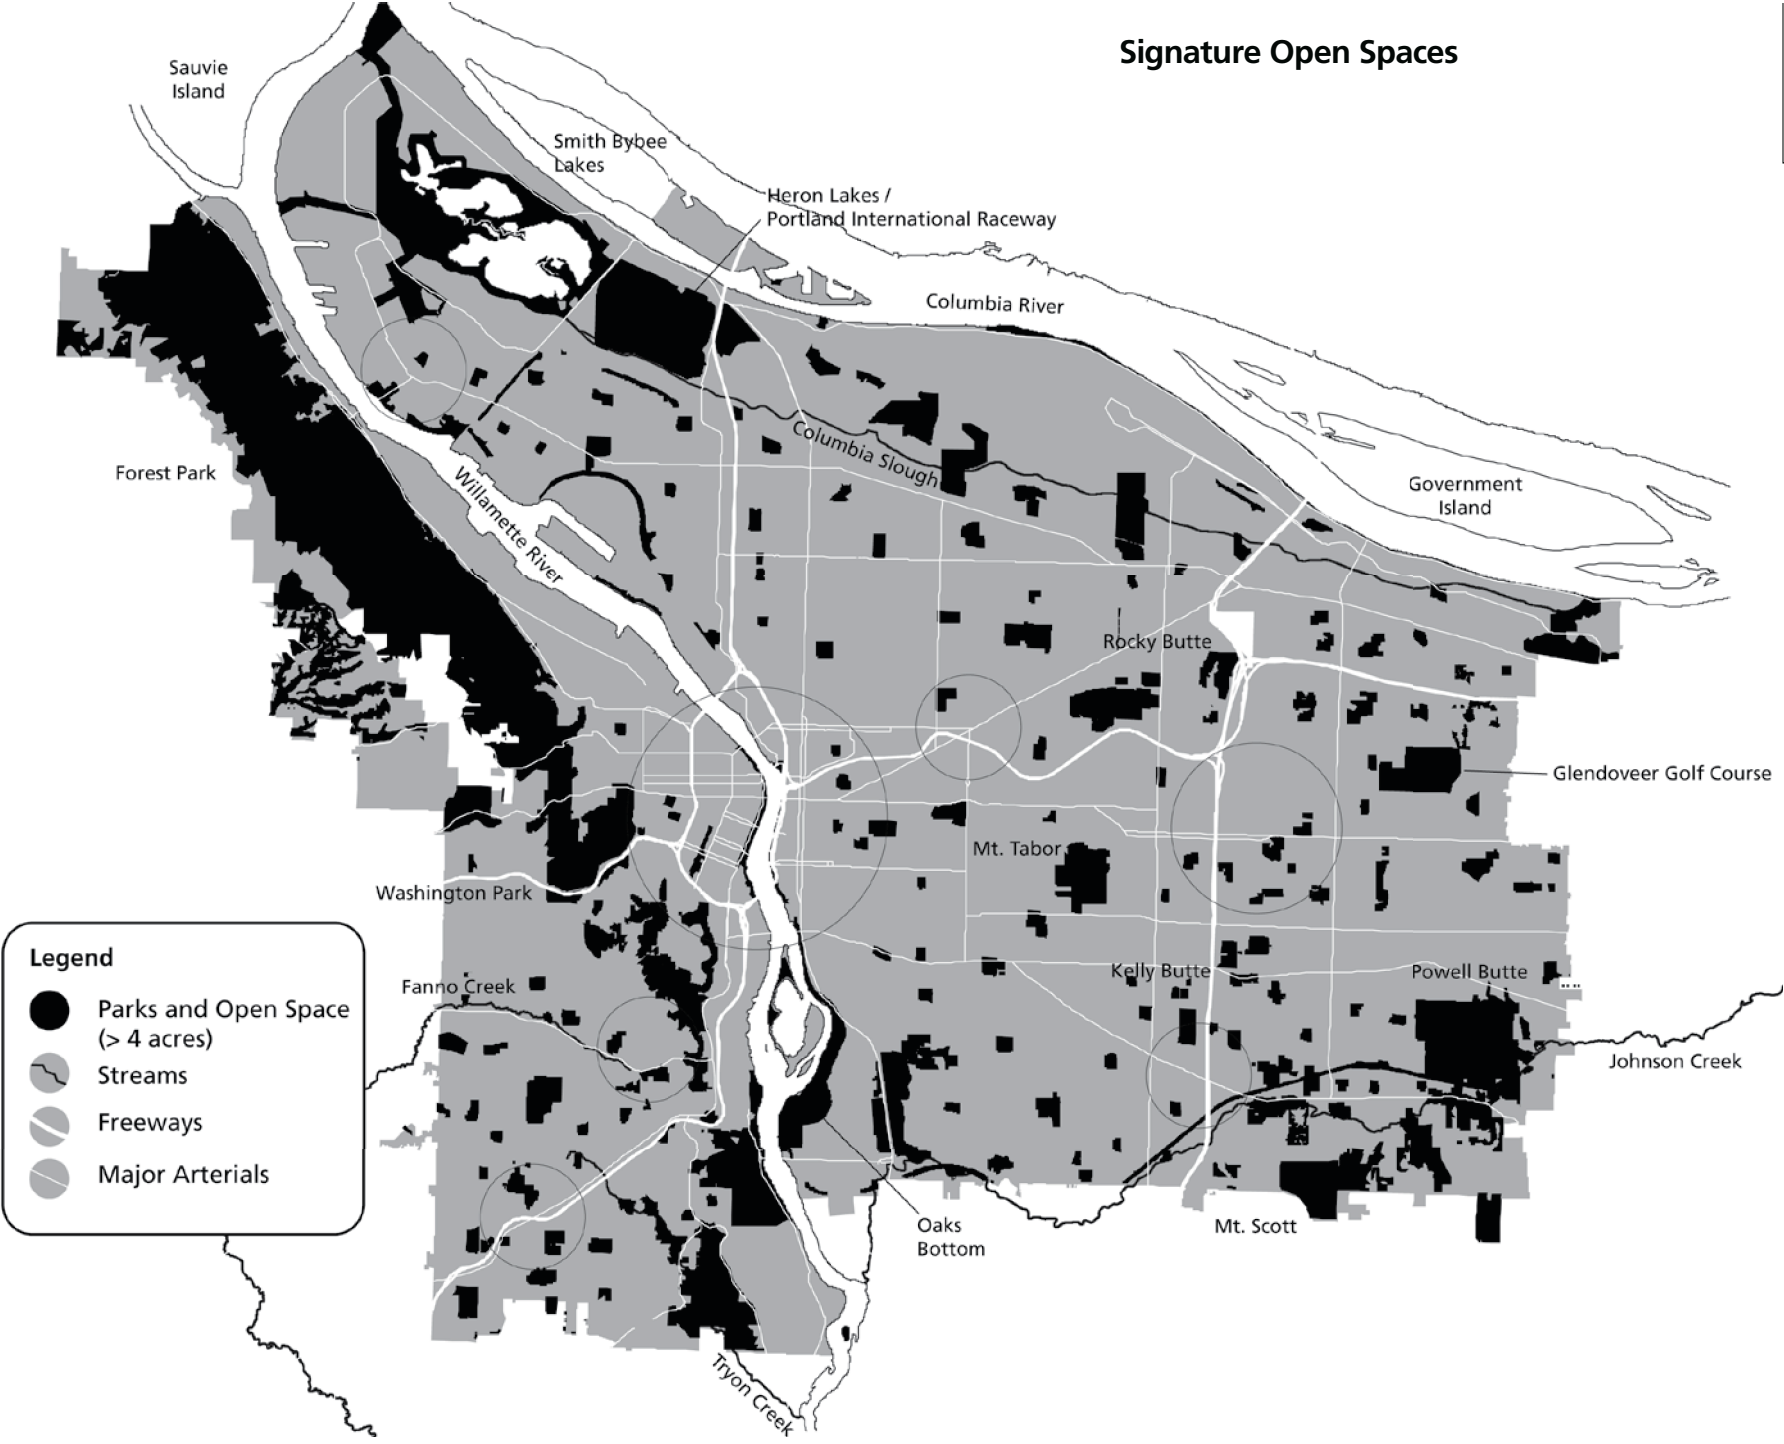 Signature Open Spaces
Sauvie
Island
Smith Bybee
Lakes
Heron Lakes /
Portland International Raceway
Columbia River
Columbia Slough
Forest Park
Willamette River
Government
Island
Rocky Butte
Glendoveer Golf Course
Mt. Tabor
Washington Park
Fanno Creek
Kelly Butte
Powell Butte
Johnson Creek
Oaks
Bottom
Mt. Scott
Tryon Creek
Legend
Parks and Open Space
(> 4 acres)
Streams
Freeways
Major Arterials